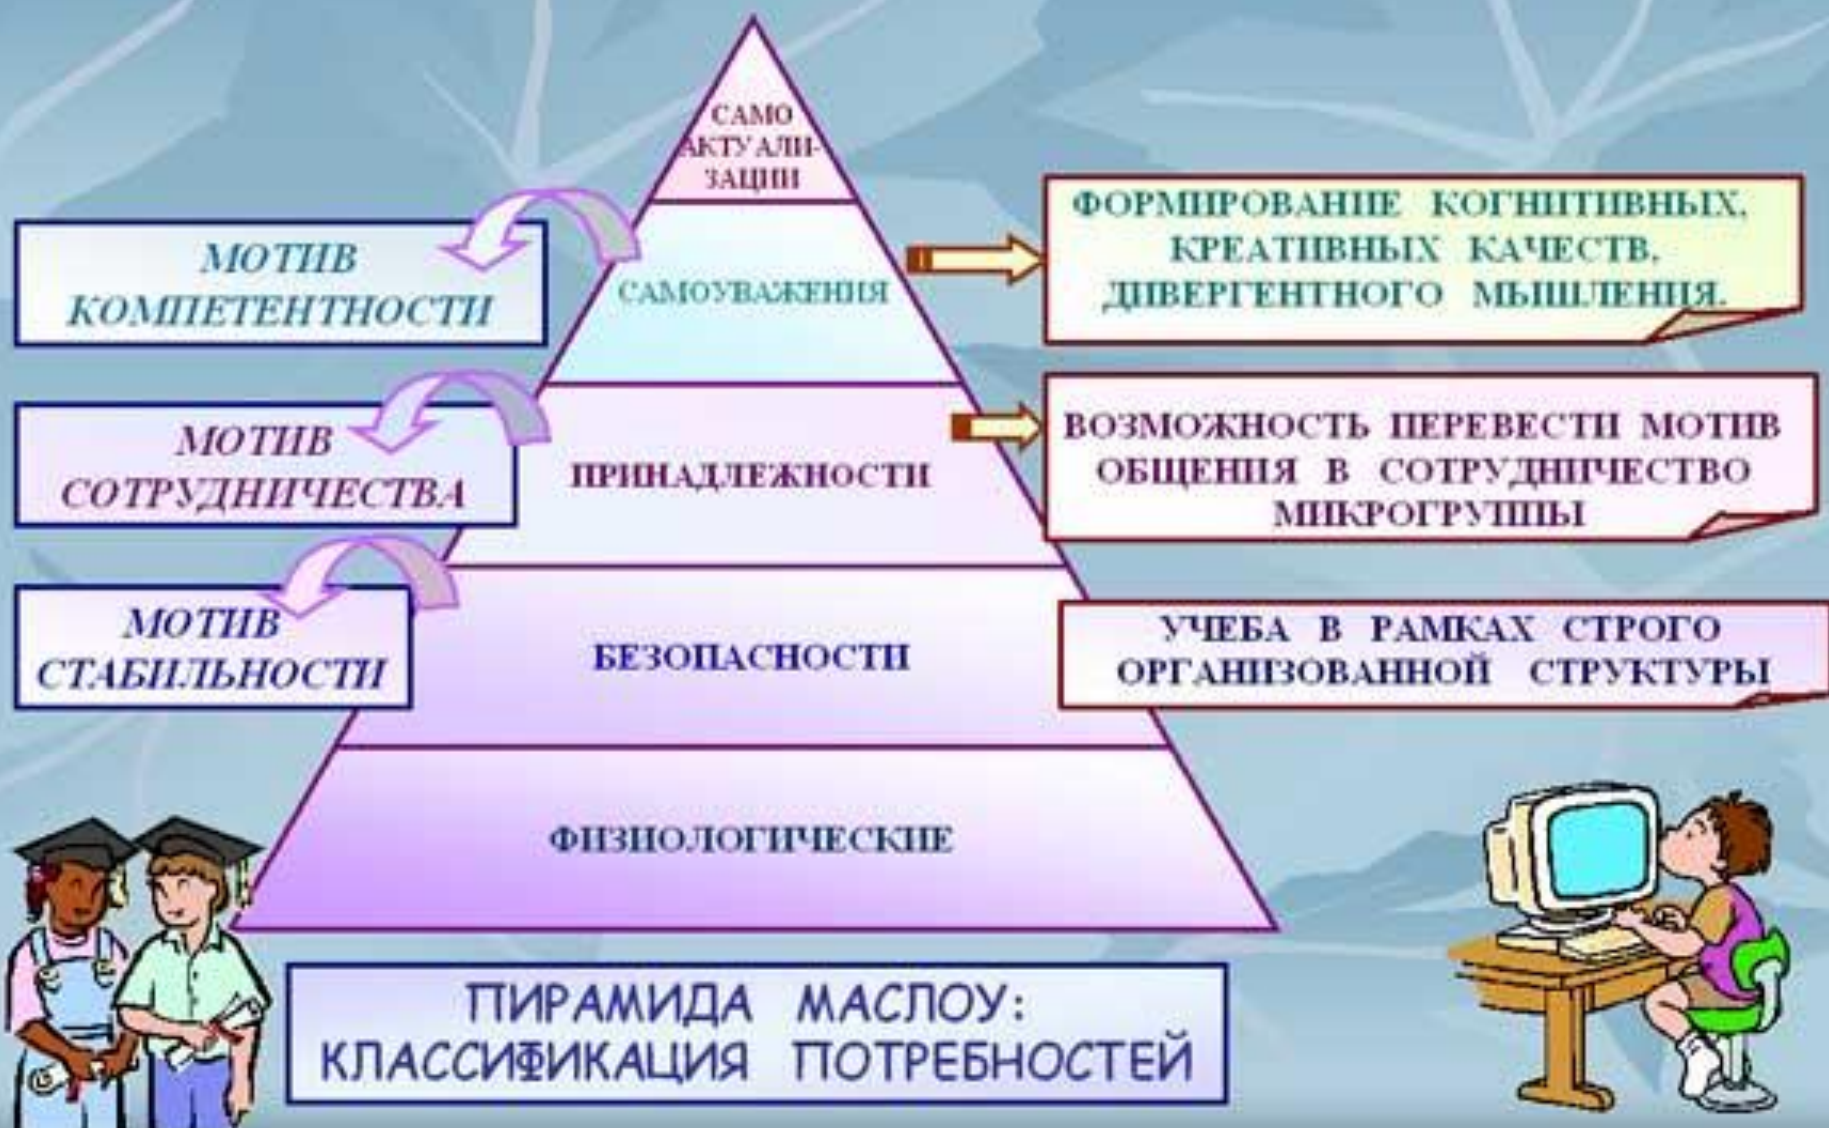 САМО
АКТУАЛИ-
ЗАЦИИ
МОТИВ
КОМПЕТЕНТНОСТИ
САМОУВАЖЕНИЯ
ФОРМИРОВАНИЕ КОГНИТИВНЫХ,
КРЕАТИВНЫХ КАЧЕСТВ,
ДИВЕРГЕНТНОГО МЫШЛЕНИЯ.
МОТИВ
СОТРУДНИЧЕСТВА
ПРИНАДЛЕЖНОСТИ
ВОЗМОЖНОСТЬ ПЕРЕВЕСТИ МОТИВ
ОБЩЕНИЯ В СОТРУДНИЧЕСТВО
МИКРОГРУППЫ
МОТИВ
СТАБИЛЬНОСТИ
БЕЗОПАСНОСТИ
УЧЕБА В РАМКАХ СТРОГО
ОРГАНИЗОВАННОЙ СТРУКТУРЫ
ФИЗИОЛОГИЧЕСКИЕ
ПИРАМИДА МАСЛОУ:
КЛАССИФИКАЦИЯ ПОТРЕБНОСТЕЙ